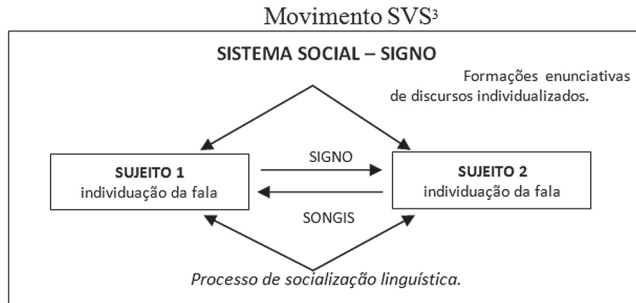 Movimento SVS³
SISTEMA SOCIAL – SIGNO
Formações enunciativas
de discursos individualizados.
SUJEITO 1
individuação da fala
SIGNO
SONGIS
SUJEITO 2
individuação da fala
Processo de socialização linguística.